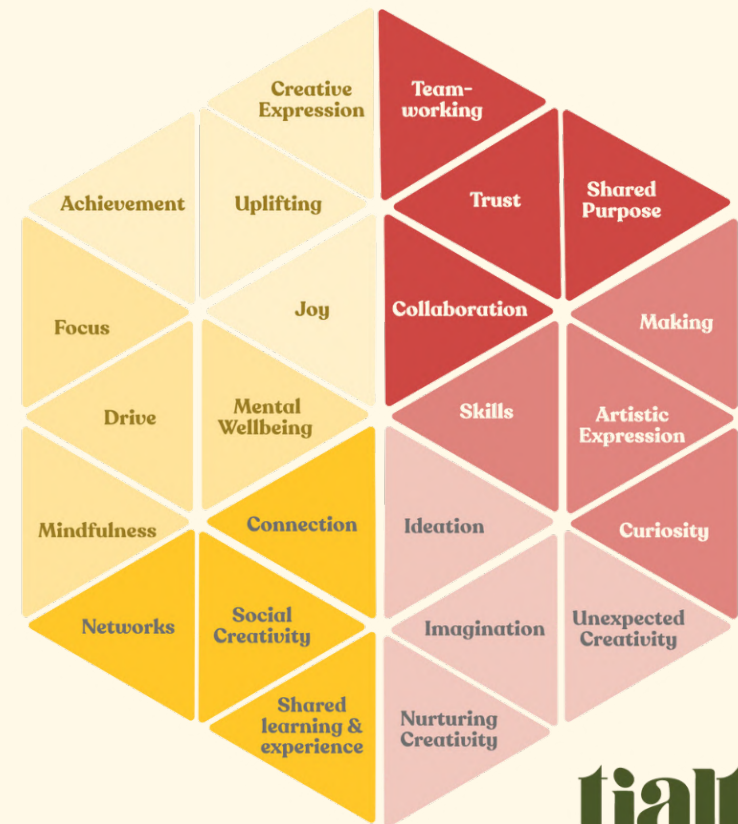 Creative
Expression
Team-
working
Achievement
Uplifting
Trust
Shared
Purpose
Focus
Joy
Collaboration
Making
Drive
Mental
Wellbeing
Skills
Artistic
Expression
Mindfulness
Connection
Ideation
Curiosity
Networks
Social
Creativity
Imagination
Unexpected
Creativity
Shared
learning &
experience
Nurturing
Creativity